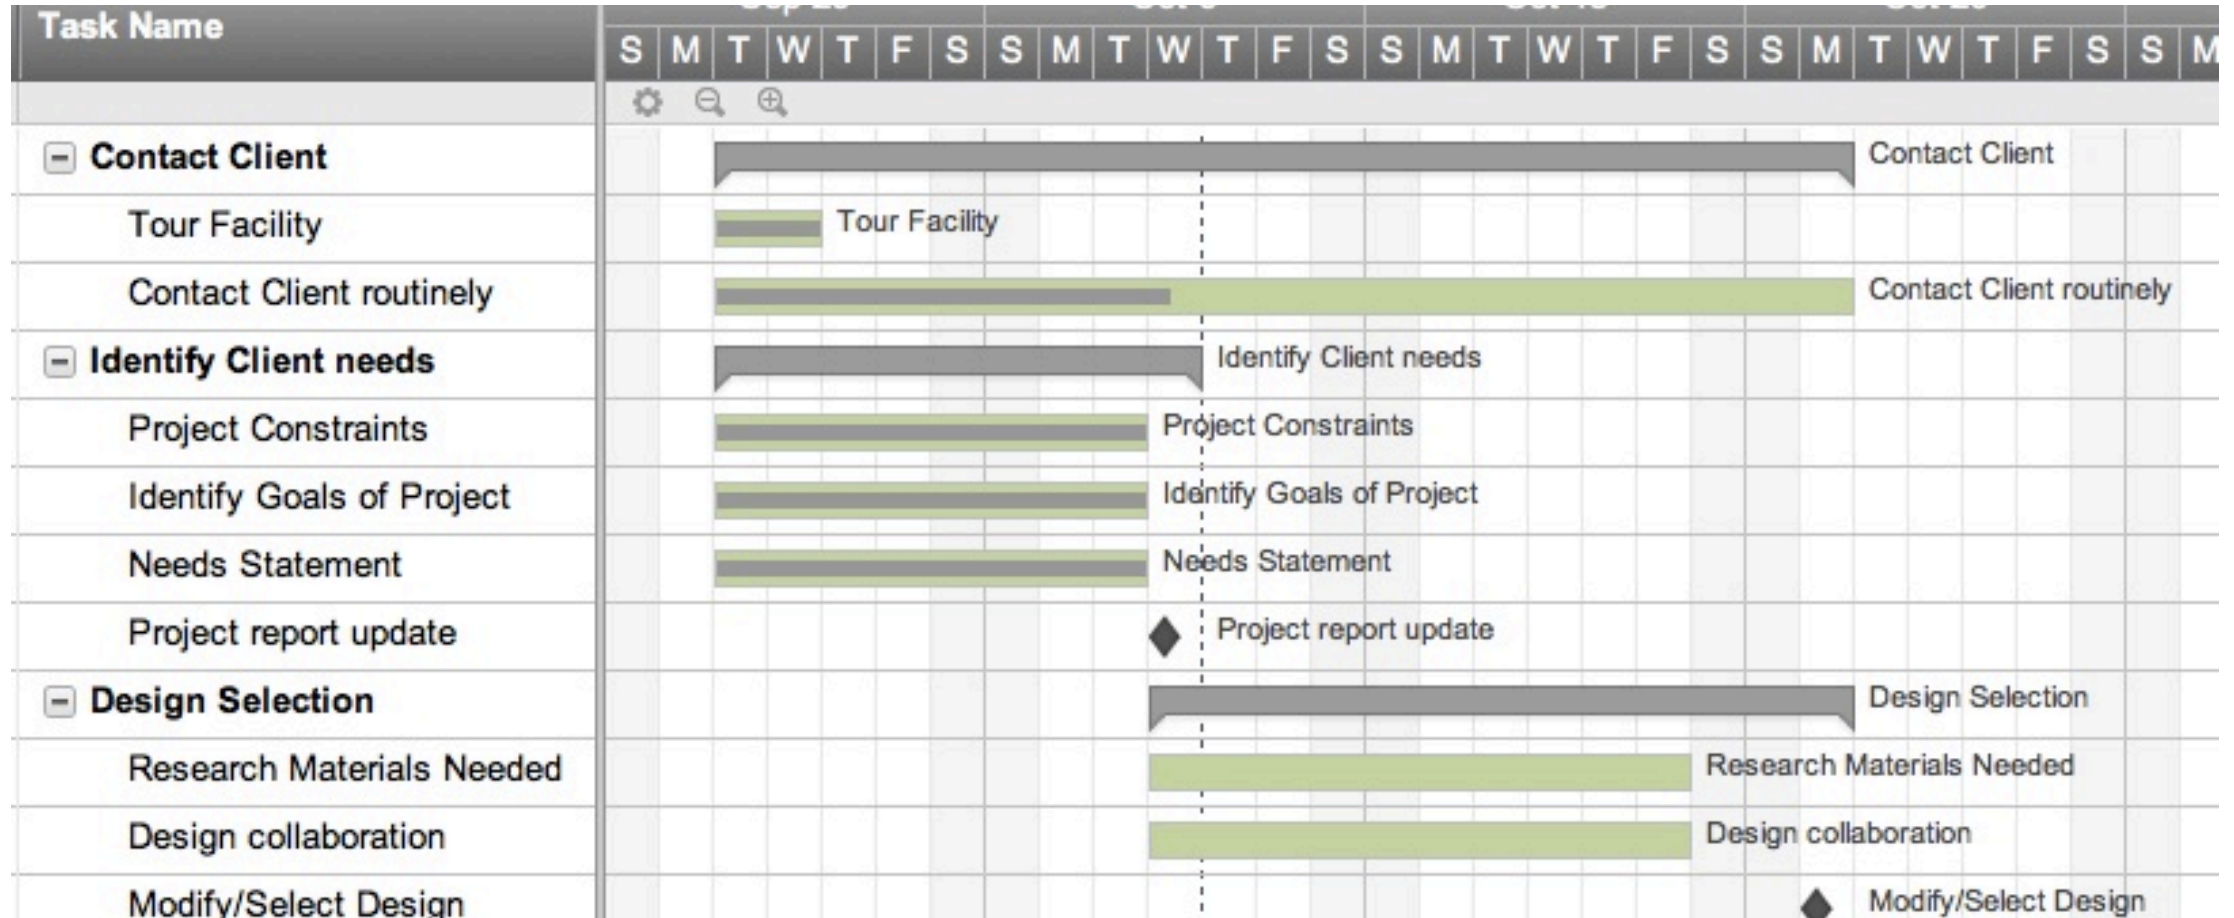 Task Name
S M T W T F S S M T W T F S S M T W T F S S M T W T F S S M
Contact Client
Contact Client
Tour Facility
Tour Facility
Contact Client routinely
Contact Client routinely
Identify Client needs
Identify Client needs
Project Constraints
Project Constraints
Identify Goals of Project
Identify Goals of Project
Needs Statement
Needs Statement
Project report update
Project report update
Design Selection
Design Selection
Research Materials Needed
Research Materials Needed
Design collaboration
Design collaboration
Modify/Select Design
Modify/Select Design